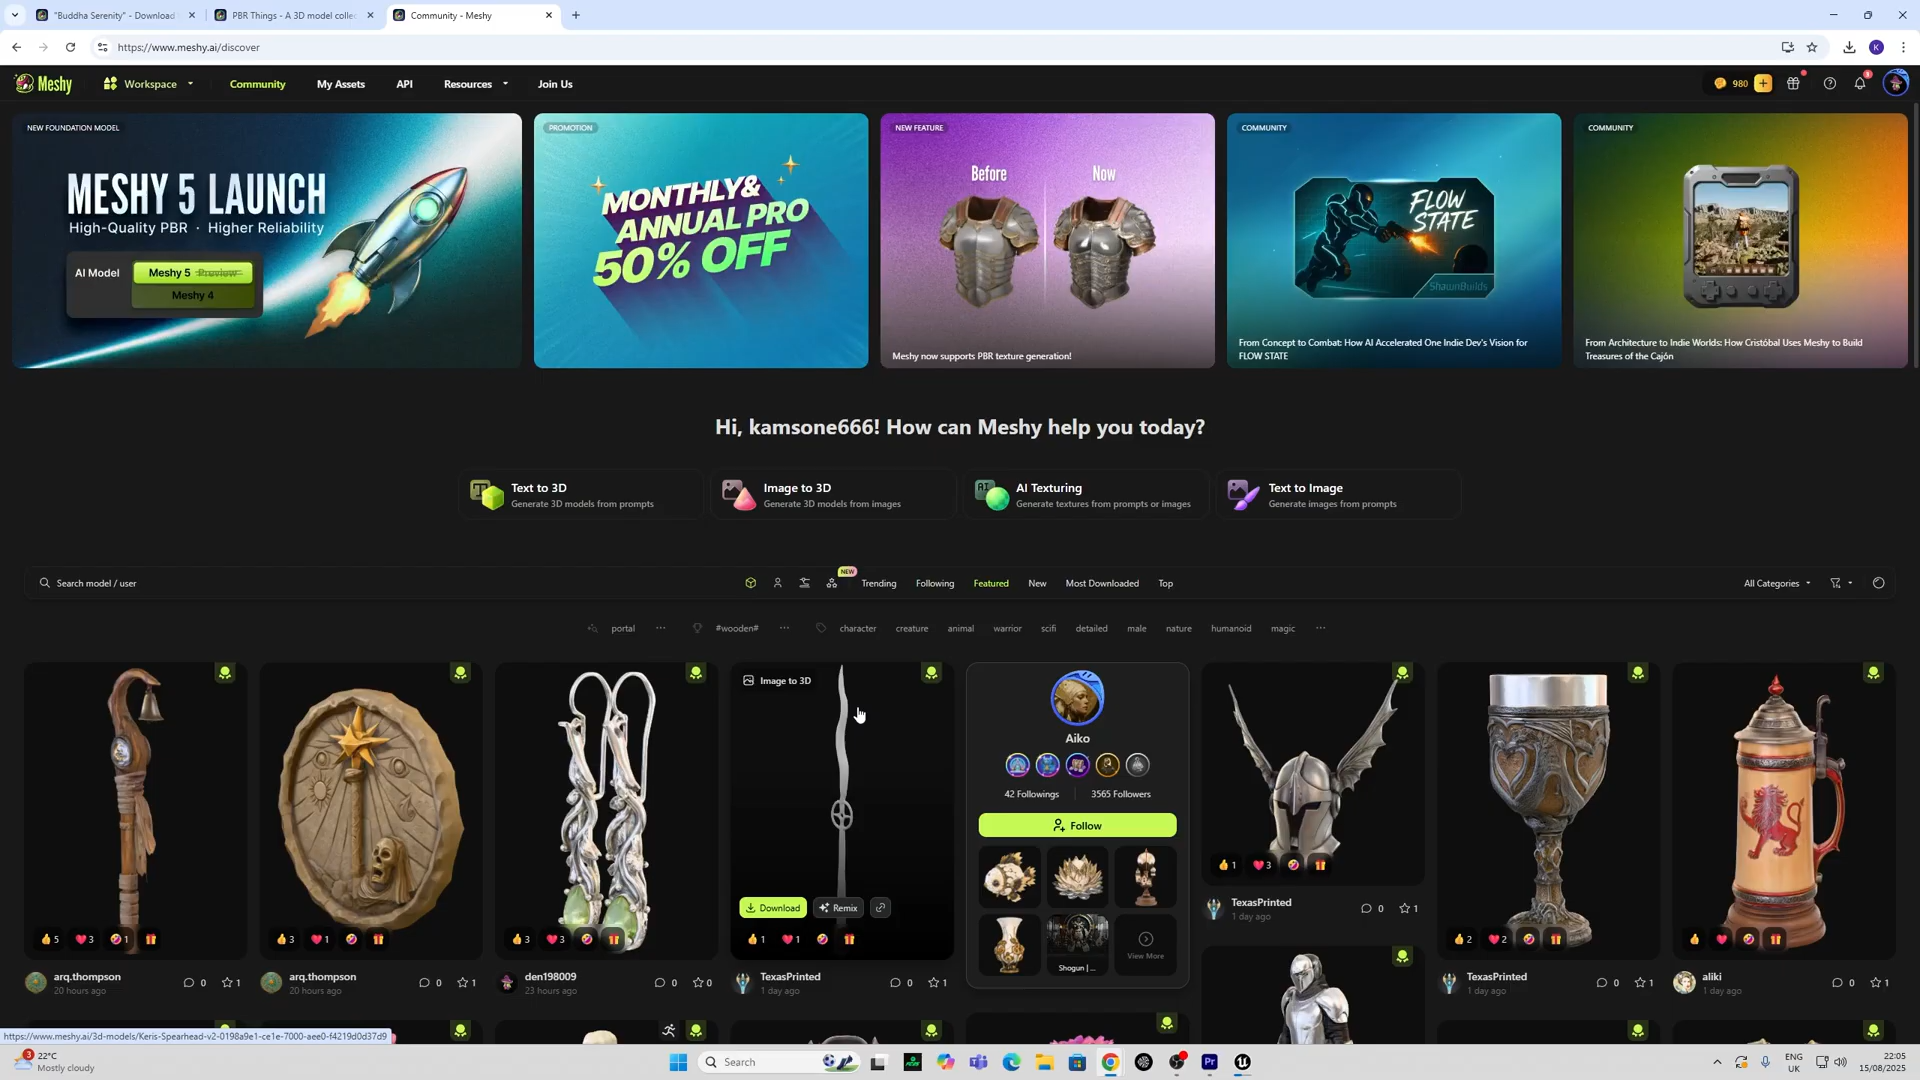 "Buddha Serenity" - Download
PBR Things - A 3D model collec
Community - Meshy
https://www.meshy.ai/discover
K
Meshy
Workspace
Community
My Assets
API
Resources
Join Us
980
NEW FOUNDATION MODEL
MESHY 5 LAUNCH
High-Quality PBR · Higher Reliability
AI Model
Meshy 5 Preview
Meshy 4
PROMOTION
MONTHLY&
ANNUAL PRO
50% OFF
NEW FEATURE
Before
Now
Meshy now supports PBR texture generation!
COMMUNITY
FLOW
STATE
ShawnBuilds
From Concept to Combat: How AI Accelerated One Indie Dev's Vision for
FLOW STATE
COMMUNITY
From Architecture to Indie Worlds: How Cristóbal Uses Meshy to Build
Treasures of the Cajón
Hi, kamsone666! How can Meshy help you today?
Text to 3D
Generate 3D models from prompts
Image to 3D
Generate 3D models from images
AI Texturing
Generate textures from prompts or images
Text to Image
Generate images from prompts
Search model / user
NEW
Trending
Following
Featured
New
Most Downloaded
Top
All Categories
portal
#wooden#
character
creature
animal
warrior
scifi
detailed
male
nature
humanoid
magic
Image to 3D
Aiko
42 Followings
3565 Followers
Follow
View More
Shogun | ...
Download
Remix
5
3
1
3
1
3
3
1
1
1
3
2
2
arq.thompson
20 hours ago
0
1
arq.thompson
20 hours ago
0
1
den198009
23 hours ago
0
0
TexasPrinted
1 day ago
0
1
TexasPrinted
1 day ago
0
1
TexasPrinted
1 day ago
0
1
aliki
1 day ago
0
1
https://www.meshy.ai/3d-models/Keris-Spearhead-v2-0198a9e1-ce1e-7000-aee0-f4219d0d37d9
3
22°C
Mostly cloudy
Search
Pr
ENG
UK
22:05
15/08/2025